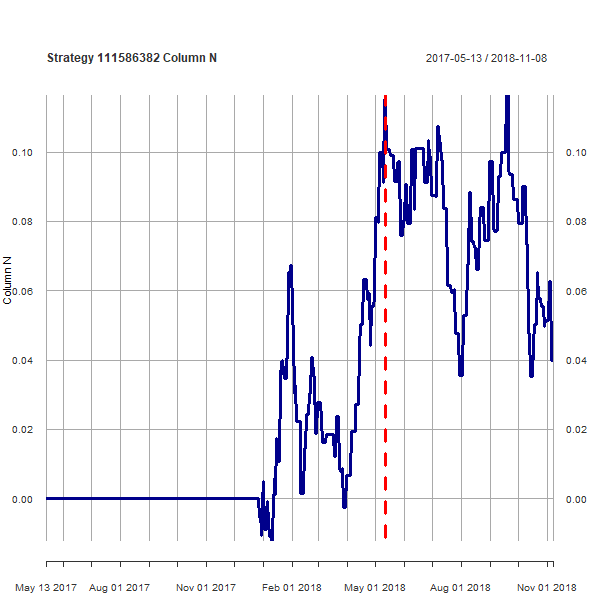 Strategy 111586382 Column N
2017-05-13 / 2018-11-08
Column N
0.10
0.08
0.06
0.04
0.02
0.00
0.10
0.08
0.06
0.04
0.02
0.00
May 13 2017
Aug 01 2017
Nov 01 2017
Feb 01 2018
May 01 2018
Aug 01 2018
Nov 01 2018